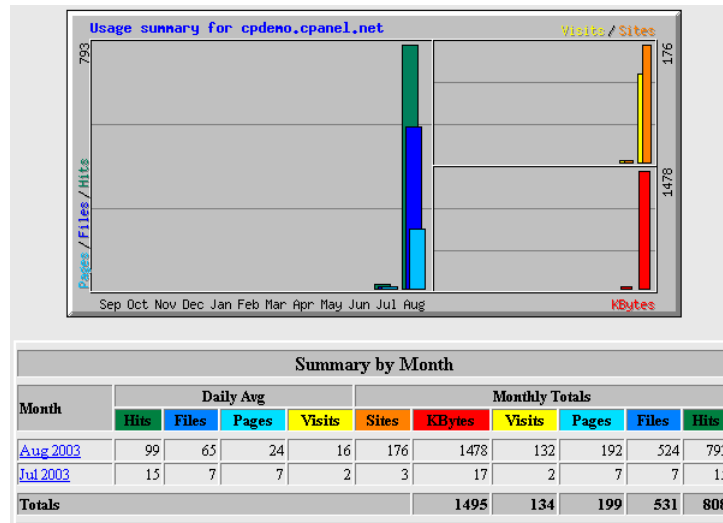 Usage summary for cpdemo.cpanel.net
Visits/Sites
793
176
Pages/Files/Hits
1478
Sep Oct Nov Dec Jan Feb Mar Apr May Jun Jul Aug
KBytes
Summary by Month
Month Daily Avg Monthly Totals
Hits Files Pages Visits Sites KBytes Visits Pages Files Hits
Aug 2003 99 65 24 16 176 1478 132 192 524
Jul 2003 15 7 7 2 3 17 2 7 7
Totals 1495 134 199 531 808